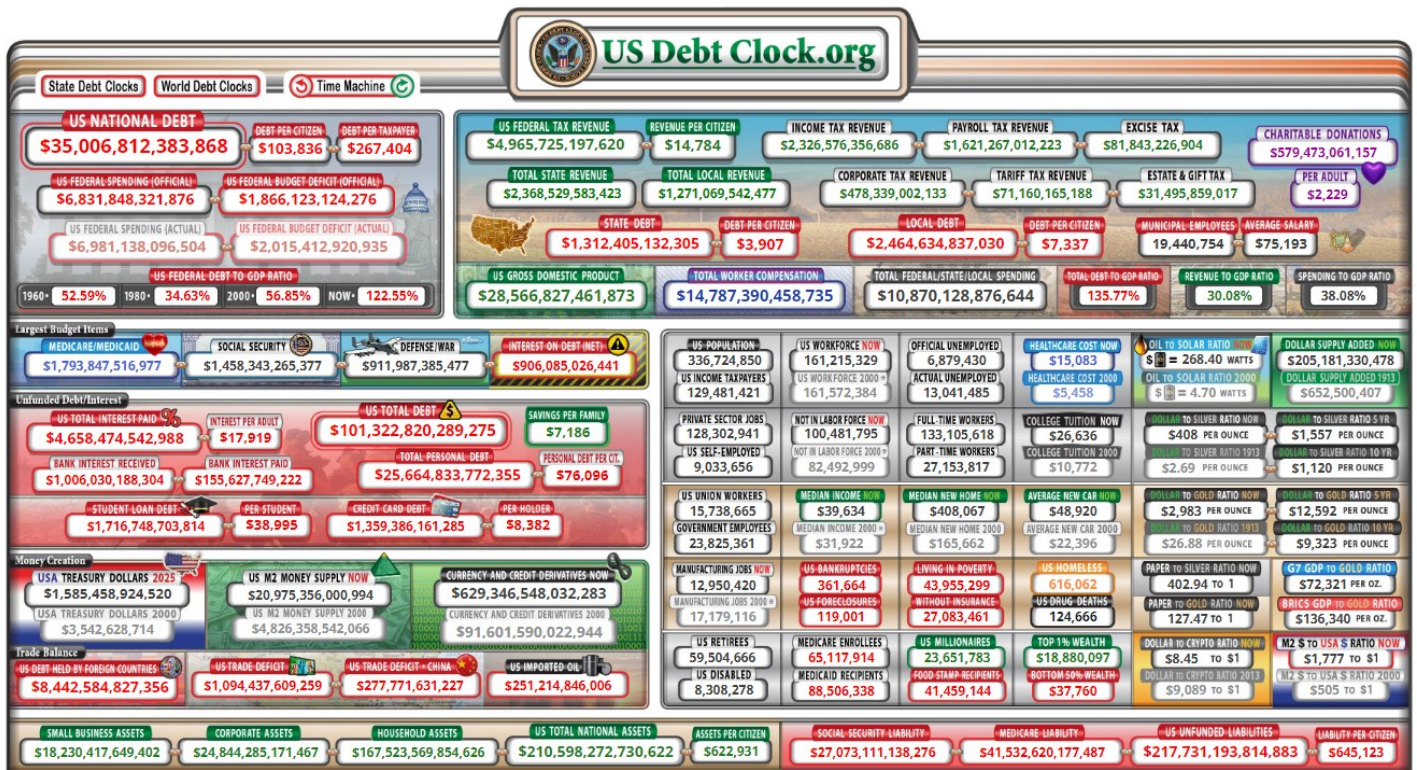 US Debt Clock.org
State Debt Clocks World Debt Clocks Time Machine
US NATIONAL DEBT
$35,006,812,383,868
DEBT PER CITIZEN
$103,836
DEBT PER TAXPAYER
$267,404
US FEDERAL SPENDING (OFFICIAL)
$6,831,848,321,876
US FEDERAL BUDGET DEFICIT (OFFICIAL)
$1,866,123,124,276
US FEDERAL SPENDING (ACTUAL)
$6,981,138,096,504
US FEDERAL BUDGET DEFICIT (ACTUAL)
$2,015,412,920,935
US FEDERAL DEBT TO GDP RATIO
1960• 52.59% 1980• 34.63% 2000• 56.85% NOW• 122.55%
US FEDERAL TAX REVENUE
$4,965,725,197,620
REVENUE PER CITIZEN
$14,784
INCOME TAX REVENUE
$2,326,576,356,686
PAYROLL TAX REVENUE
$1,621,267,012,223
EXCISE TAX
$81,843,226,904
CHARITABLE DONATIONS
$579,473,061,157
TOTAL STATE REVENUE
$2,368,529,583,423
TOTAL LOCAL REVENUE
$1,271,069,542,477
CORPORATE TAX REVENUE
$478,339,002,133
TARIFF TAX REVENUE
$71,160,165,188
ESTATE & GIFT TAX
$31,495,859,017
PER ADULT
$2,229
STATE DEBT
$1,312,405,132,305
DEBT PER CITIZEN
$3,907
LOCAL DEBT
$2,464,634,837,030
DEBT PER CITIZEN
$7,337
MUNICIPAL EMPLOYEES
19,440,754
AVERAGE SALARY
$75,193
US GROSS DOMESTIC PRODUCT
$28,566,827,461,873
TOTAL WORKER COMPENSATION
$14,787,390,458,735
TOTAL FEDERAL/STATE/LOCAL SPENDING
$10,870,128,876,644
TOTAL DEBT TO GDP RATIO
135.77%
REVENUE TO GDP RATIO
30.08%
SPENDING TO GDP RATIO
38.08%
Largest Budget Items
MEDICARE/MEDICAID
$1,793,847,516,977
SOCIAL SECURITY
$1,458,343,265,377
DEFENSE/WAR
$911,987,385,477
INTEREST ON DEBT (NET)
$906,085,026,441
Unfunded Debt/Interest
US TOTAL INTEREST PAID
$4,658,474,542,988
INTEREST PER ADULT
$17,919
US TOTAL DEBT
$101,322,820,289,275
SAVINGS PER FAMILY
$7,186
BANK INTEREST RECEIVED
$1,006,030,188,304
BANK INTEREST PAID
$155,627,749,222
TOTAL PERSONAL DEBT
$25,664,833,772,355
PERSONAL DEBT PER CIT.
$76,096
STUDENT LOAN DEBT
$1,716,748,703,814
PER STUDENT
$38,995
CREDIT CARD DEBT
$1,359,386,161,285
PER HOLDER
$8,382
Money Creation
USA TREASURY DOLLARS 2025
$1,585,458,924,520
USA TREASURY DOLLARS 2000
$3,542,628,714
US M2 MONEY SUPPLY NOW
$20,975,356,000,994
US M2 MONEY SUPPLY 2000
$4,826,358,542,066
CURRENCY AND CREDIT DERIVATIVES NOW
$629,346,548,032,283
CURRENCY AND CREDIT DERIVATIVES 2000
$91,601,590,022,944
Trade Balance
US DEBT HELD BY FOREIGN COUNTRIES
$8,442,584,827,356
US TRADE DEFICIT
$1,094,437,609,259
US TRADE DEFICIT • CHINA
$277,771,631,227
US IMPORTED OIL
$251,214,846,006
US POPULATION
336,724,850
US INCOME TAXPAYERS
129,481,421
US WORKFORCE NOW
161,215,329
US WORKFORCE 2000 =
161,572,384
OFFICIAL UNEMPLOYED
6,879,430
ACTUAL UNEMPLOYED
13,041,485
HEALTHCARE COST NOW
$15,083
HEALTHCARE COST 2000
$5,458
OIL to SOLAR RATIO NOW
$ = 268.40 WATTS
OIL to SOLAR RATIO 2000
$ = 4.70 WATTS
DOLLAR SUPPLY ADDED NOW
$205,181,330,478
DOLLAR SUPPLY ADDED 1913
$652,500,407
PRIVATE SECTOR JOBS
128,302,941
US SELF-EMPLOYED
9,033,656
NOT IN LABOR FORCE NOW
100,481,795
NOT IN LABOR FORCE 2000 =
82,492,999
FULL-TIME WORKERS
133,105,618
PART-TIME WORKERS
27,153,817
COLLEGE TUITION NOW
$26,636
COLLEGE TUITION 2000
$10,772
DOLLAR to SILVER RATIO NOW
$408 PER OUNCE
DOLLAR to SILVER RATIO 1913
$2.69 PER OUNCE
DOLLAR to SILVER RATIO 5 YR
$1,557 PER OUNCE
DOLLAR to SILVER RATIO 10 YR
$1,120 PER OUNCE
US UNION WORKERS
15,738,665
GOVERNMENT EMPLOYEES
23,825,361
MEDIAN INCOME NOW
$39,634
MEDIAN INCOME 2000 =
$31,922
MEDIAN NEW HOME NOW
$408,067
MEDIAN NEW HOME 2000
$165,662
AVERAGE NEW CAR NOW
$48,920
AVERAGE NEW CAR 2000
$22,396
DOLLAR to GOLD RATIO NOW
$2,983 PER OUNCE
DOLLAR to GOLD RATIO 1913
$26.88 PER OUNCE
DOLLAR to GOLD RATIO 5 YR
$12,592 PER OUNCE
DOLLAR to GOLD RATIO 10 YR
$9,323 PER OUNCE
MANUFACTURING JOBS NOW
12,950,420
MANUFACTURING JOBS 2000 =
17,179,116
US BANKRUPTCIES
361,664
US FORECLOSURES
119,001
LIVING IN POVERTY
43,955,299
WITHOUT INSURANCE
27,083,461
US HOMELESS
616,062
US DRUG DEATHS
124,666
PAPER to SILVER RATIO NOW
402.94 to 1
PAPER to GOLD RATIO NOW
127.47 to 1
G7 GDP to GOLD RATIO
$72,321 PER OZ.
BRICS GDP to GOLD RATIO
$136,340 PER OZ.
US RETIREES
59,504,666
US DISABLED
8,308,278
MEDICARE ENROLLEES
65,117,914
MEDICAID RECIPIENTS
88,506,338
US MILLIONAIRES
23,651,783
FOOD STAMP RECIPIENTS
41,459,144
TOP 1% WEALTH
$18,880,097
BOTTOM 50% WEALTH
$37,760
DOLLAR to CRYPTO RATIO NOW
$8.45 to $1
DOLLAR to CRYPTO RATIO 2013
$9,089 to $1
M2 $ to USA $ RATIO NOW
$1,777 to $1
M2 $ to USA $ RATIO 2000
$505 to $1
SMALL BUSINESS ASSETS
$18,230,417,649,402
CORPORATE ASSETS
$24,844,285,171,467
HOUSEHOLD ASSETS
$167,523,569,854,626
US TOTAL NATIONAL ASSETS
$210,598,272,730,622
ASSETS PER CITIZEN
$622,931
SOCIAL SECURITY LIABILITY
$27,073,111,138,276
MEDICARE LIABILITY
$41,532,620,177,487
US UNFUNDED LIABILITIES
$217,731,193,814,883
LIABILITY PER CITIZEN
$645,123